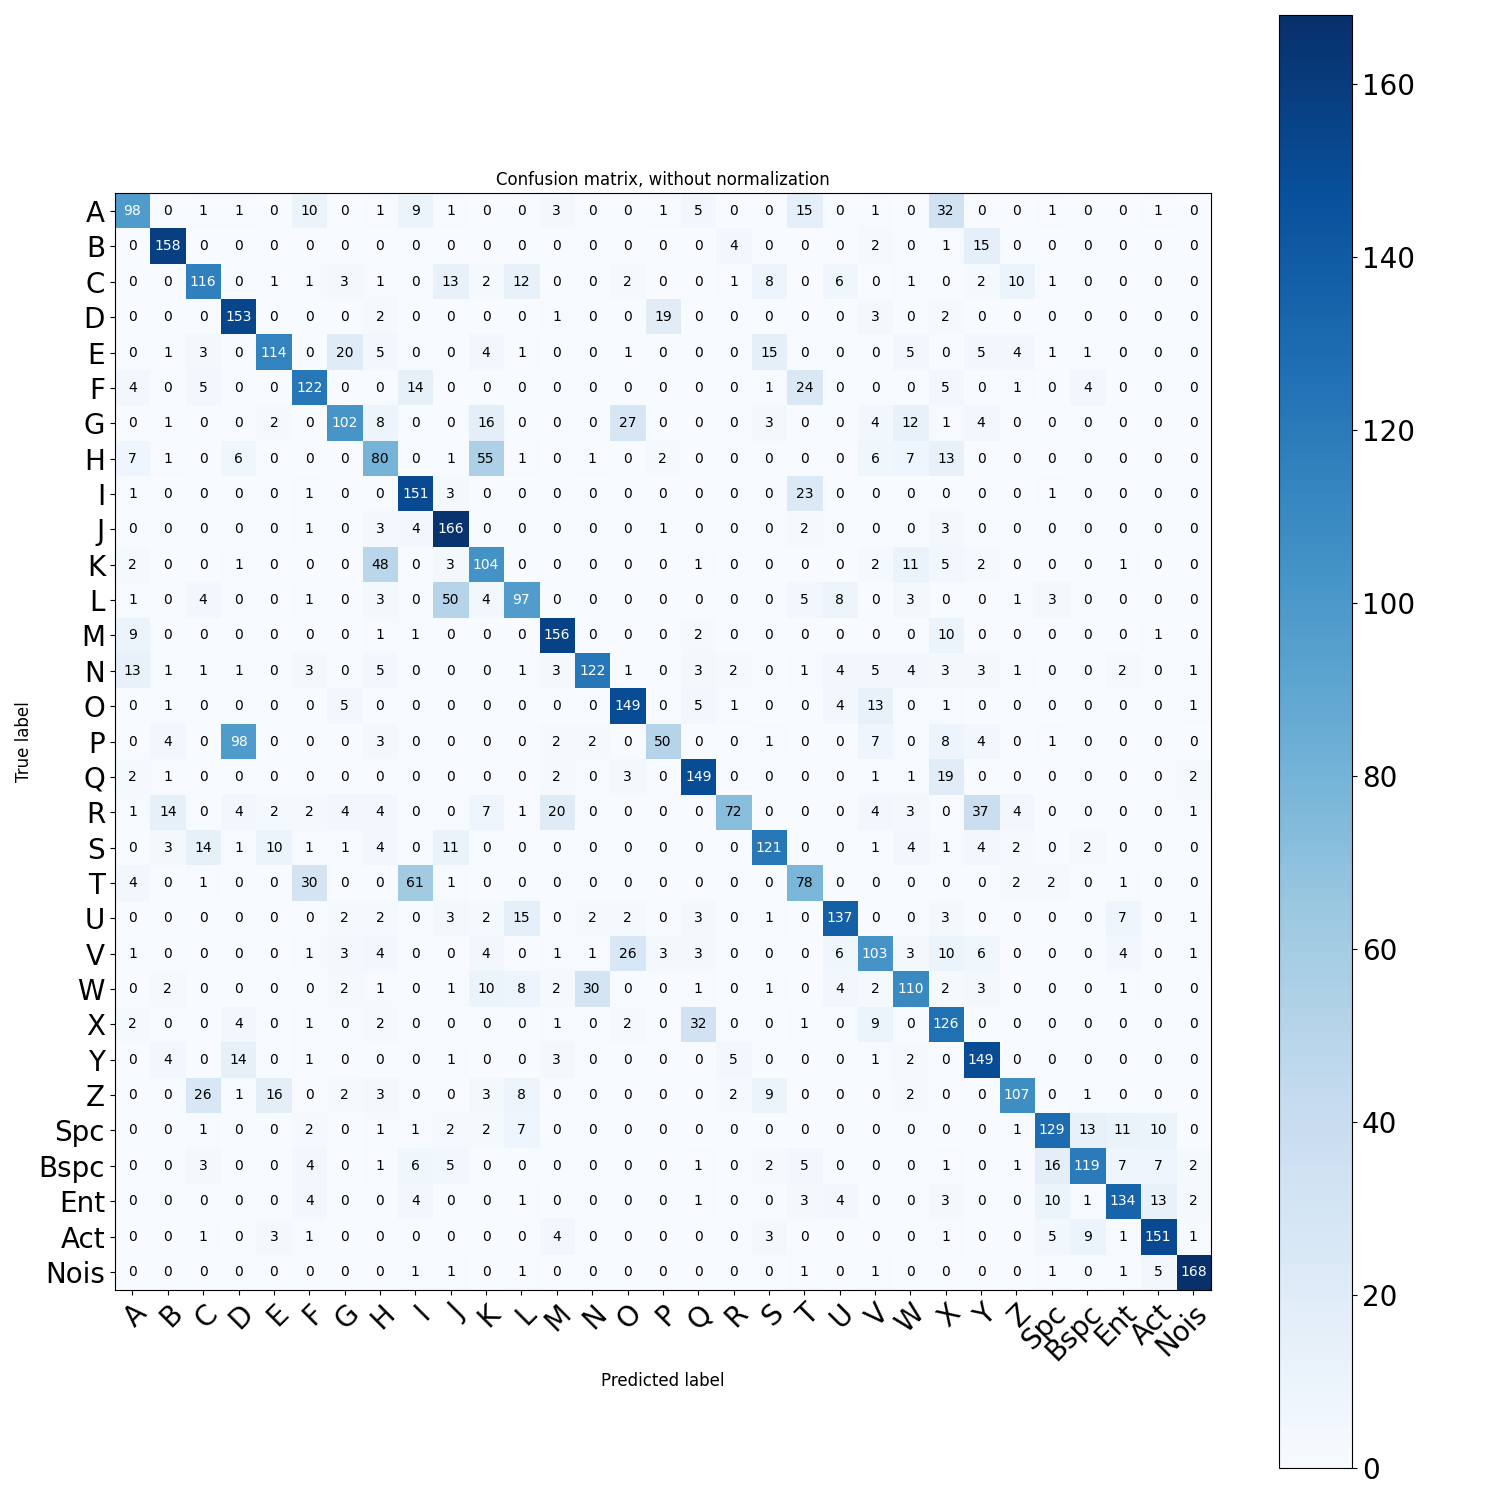 Confusion matrix, without normalization
A 98 0 1 1 0 10 0 1 9 1 0 0 3 0 0 1 5 0 0 15 0 1 0 32 0 0 1 0 0 1 0
B 0 158 0 0 0 0 0 0 0 0 0 0 0 0 0 0 0 4 0 0 0 2 0 1 15 0 0 0 0 0 0
C 0 0 116 0 1 1 3 1 0 13 2 12 0 0 2 0 0 1 8 0 6 0 1 0 2 10 1 0 0 0 0
D 0 0 0 153 0 0 0 2 0 0 0 0 1 0 0 19 0 0 0 0 0 3 0 2 0 0 0 0 0 0 0
E 0 1 3 0 114 0 20 5 0 0 4 1 0 0 1 0 0 0 15 0 0 0 5 0 5 4 1 1 0 0 0
F 4 0 5 0 0 122 0 0 14 0 0 0 0 0 0 0 0 0 1 24 0 0 0 5 0 1 0 4 0 0 0
G 0 1 0 0 2 0 102 8 0 0 16 0 0 0 27 0 0 0 3 0 0 4 12 1 4 0 0 0 0 0 0
H 7 1 0 6 0 0 0 80 0 1 55 1 0 1 0 2 0 0 0 0 0 6 7 13 0 0 0 0 0 0 0
I 1 0 0 0 0 1 0 0 151 3 0 0 0 0 0 0 0 0 0 23 0 0 0 0 0 0 1 0 0 0 0
J 0 0 0 0 0 1 0 3 4 166 0 0 0 0 0 1 0 0 0 2 0 0 0 3 0 0 0 0 0 0 0
K 2 0 0 1 0 0 0 48 0 3 104 0 0 0 0 0 1 0 0 0 0 2 11 5 2 0 0 0 1 0 0
L 1 0 4 0 0 1 0 3 0 50 4 97 0 0 0 0 0 0 0 5 8 0 3 0 0 1 3 0 0 0 0
M 9 0 0 0 0 0 0 1 1 0 0 0 156 0 0 0 2 0 0 0 0 0 0 10 0 0 0 0 0 1 0
N 13 1 1 1 0 3 0 5 0 0 0 1 3 122 1 0 3 2 0 1 4 5 4 3 3 1 0 0 2 0 1
O 0 1 0 0 0 0 5 0 0 0 0 0 0 0 149 0 5 1 0 0 4 13 0 1 0 0 0 0 0 0 1
P 0 4 0 98 0 0 0 3 0 0 0 0 2 2 0 50 0 0 1 0 0 7 0 8 4 0 1 0 0 0 0
Q 2 1 0 0 0 0 0 0 0 0 0 0 2 0 3 0 149 0 0 0 0 1 1 19 0 0 0 0 0 0 2
R 1 14 0 4 2 2 4 4 0 0 7 1 20 0 0 0 0 72 0 0 0 4 3 0 37 4 0 0 0 0 1
S 0 3 14 1 10 1 1 4 0 11 0 0 0 0 0 0 0 0 121 0 0 1 4 1 4 2 0 2 0 0 0
T 4 0 1 0 0 30 0 0 61 1 0 0 0 0 0 0 0 0 0 78 0 0 0 0 0 2 2 0 1 0 0
U 0 0 0 0 0 0 2 2 0 3 2 15 0 2 2 0 3 0 1 0 137 0 0 3 0 0 0 0 7 0 1
V 1 0 0 0 0 1 3 4 0 0 4 0 1 1 26 3 3 0 0 0 6 103 3 10 6 0 0 0 4 0 1
W 0 2 0 0 0 0 2 1 0 1 10 8 2 30 0 0 1 0 1 0 4 2 110 2 3 0 0 0 1 0 0
X 2 0 0 4 0 1 0 2 0 0 0 0 1 0 2 0 32 0 0 1 0 9 0 126 0 0 0 0 0 0 0
Y 0 4 0 14 0 1 0 0 0 1 0 0 3 0 0 0 0 5 0 0 0 1 2 0 149 0 0 0 0 0 0
Z 0 0 26 1 16 0 2 3 0 0 3 8 0 0 0 0 0 2 9 0 0 0 2 0 0 107 0 1 0 0 0
Spc 0 0 1 0 0 2 0 1 1 2 2 7 0 0 0 0 0 0 0 0 0 0 0 0 0 1 129 13 11 10 0
Bspc 0 0 3 0 0 4 0 1 6 5 0 0 0 0 0 0 1 0 2 5 0 0 0 1 0 1 16 119 7 7 2
Ent 0 0 0 0 0 4 0 0 4 0 0 1 0 0 0 0 1 0 0 3 4 0 0 3 0 0 10 1 134 13 2
Act 0 0 1 0 3 1 0 0 0 0 0 0 4 0 0 0 0 0 3 0 0 0 0 1 0 0 5 9 1 151 1
Nois 0 0 0 0 0 0 0 0 1 1 0 1 0 0 0 0 0 0 0 1 0 1 0 0 0 0 1 0 1 5 168
A B C D E F G H I J K L M N O P Q R S T U V W X Y Z Spc Bspc Ent Act Nois
Predicted label
True label
160
140
120
100
80
60
40
20
0